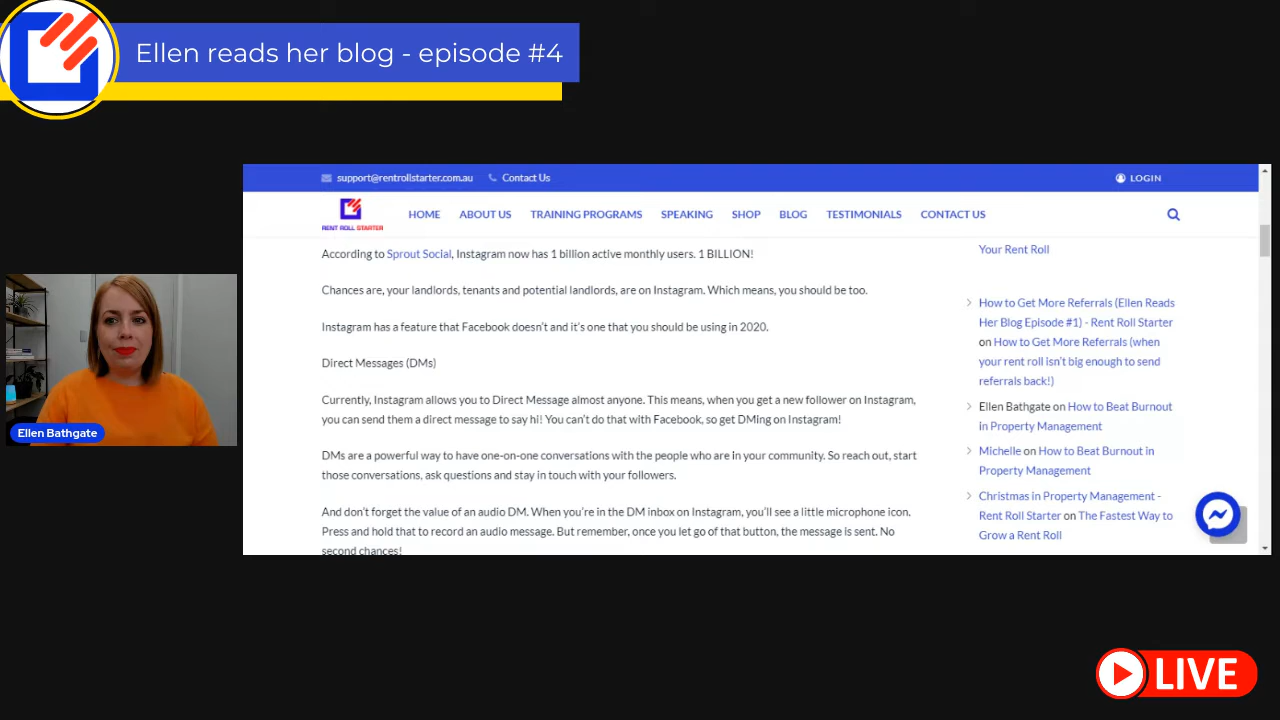 Ellen reads her blog - episode #4
support@rentrollstarter.com.au Contact Us LOGIN
RENT ROLL STARTER
HOME ABOUT US TRAINING PROGRAMS SPEAKING SHOP BLOG TESTIMONIALS CONTACT US
According to Sprout Social, Instagram now has 1 billion active monthly users. 1 BILLION!
Chances are, your landlords, tenants and potential landlords, are on Instagram. Which means, you should be too.
Instagram has a feature that Facebook doesn't and it's one that you should be using in 2020.
Direct Messages (DMs)
Currently, Instagram allows you to Direct Message almost anyone. This means, when you get a new follower on Instagram,
you can send them a direct message to say hi! You can't do that with Facebook, so get DMing on Instagram!
DMs are a powerful way to have one-on-one conversations with the people who are in your community. So reach out, start
those conversations, ask questions and stay in touch with your followers.
And don't forget the value of an audio DM. When you're in the DM inbox on Instagram, you'll see a little microphone icon.
Press and hold that to record an audio message. But remember, once you let go of that button, the message is sent. No
second chances!
Your Rent Roll
How to Get More Referrals (Ellen Reads
Her Blog Episode #1) - Rent Roll Starter
on How to Get More Referrals (when
your rent roll isn't big enough to send
referrals back!)
Ellen Bathgate on How to Beat Burnout
in Property Management
Michelle on How to Beat Burnout in
Property Management
Christmas in Property Management -
Rent Roll Starter on The Fastest Way to
Grow a Rent Roll
Ellen Bathgate
LIVE